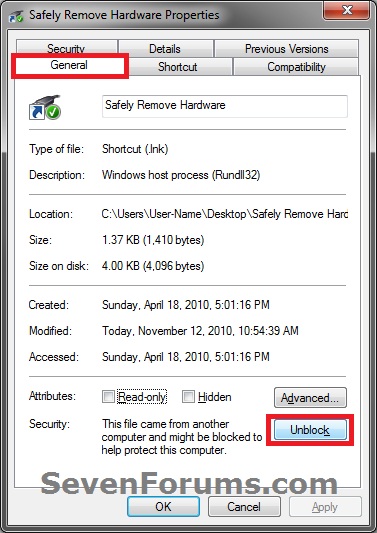 Safely Remove Hardware Properties
Security Details Previous Versions
General Shortcut Compatibility
Safely Remove Hardware
Type of file: Shortcut (.lnk)
Description: Windows host process (Rundll32)
Location: C:\Users\User-Name\Desktop\Safely Remove Hard
Size: 1.37 KB (1,410 bytes)
Size on disk: 4.00 KB (4,096 bytes)
Created: Sunday, April 18, 2010, 5:01:16 PM
Modified: Today, November 12, 2010, 10:54:39 AM
Accessed: Sunday, April 18, 2010, 5:01:16 PM
Attributes: Read-only Hidden Advanced...
Security: This file came from another
computer and might be blocked to
help protect this computer.
Unblock
SevenForums.com
OK Cancel Apply